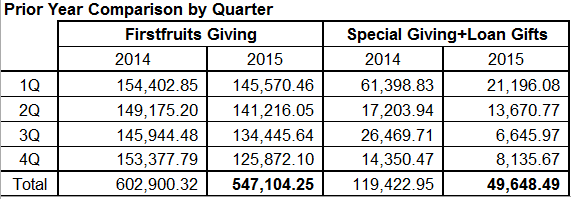 Prior Year Comparison by Quarter
Firstfruits Giving Special Giving+Loan Gifts
2014 2015 2014 2015
1Q 154,402.85 145,570.46 61,398.83 21,196.08
2Q 149,175.20 141,216.05 17,203.94 13,670.77
3Q 145,944.48 134,445.64 26,469.71 6,645.97
4Q 153,377.79 125,872.10 14,350.47 8,135.67
Total 602,900.32 547,104.25 119,422.95 49,648.49